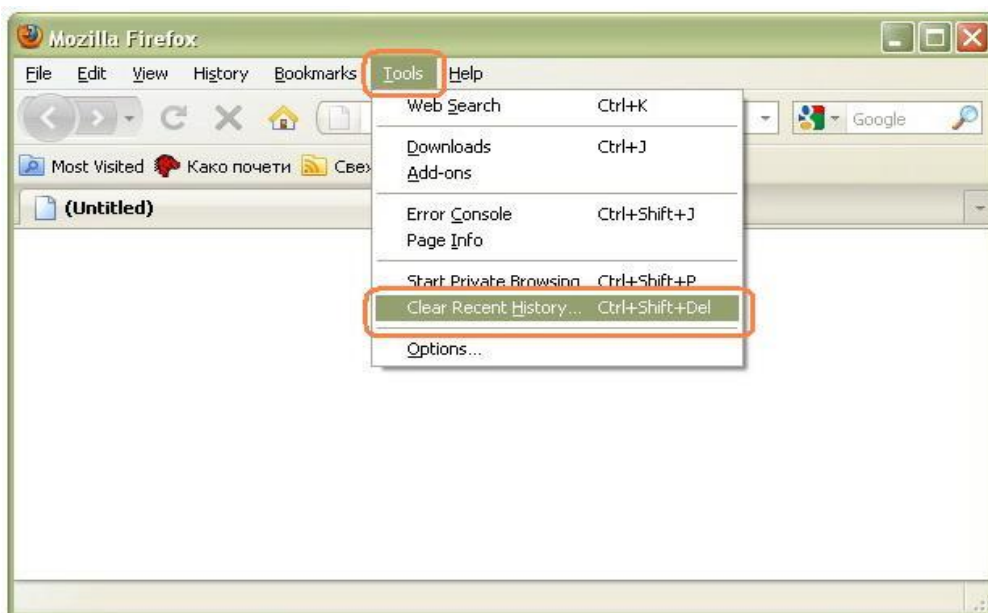 Mozilla Firefox
File Edit View History Bookmarks Tools Help
Web Search Ctrl+K
Google
Downloads Ctrl+J
Most Visited Како почети Свеж
Add-ons
(Untitled)
Error Console Ctrl+Shift+J
Page Info
Start Private Browsing Ctrl+Shift+P
Clear Recent History... Ctrl+Shift+Del
Options...